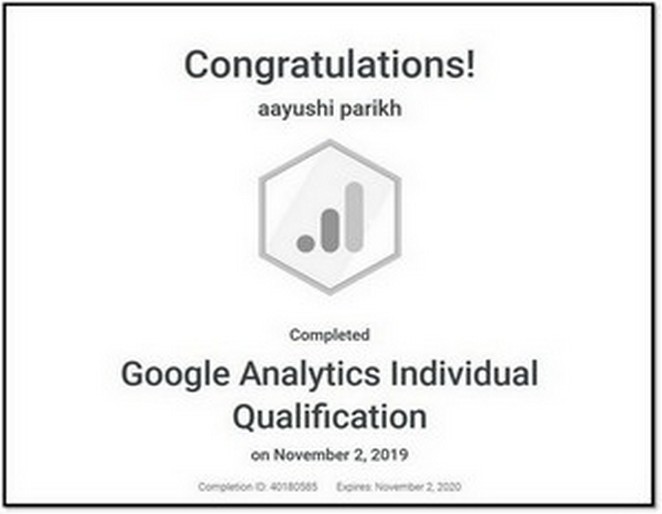 Congratulations!
aayushi parikh
Completed
Google Analytics Individual
Qualification
on November 2, 2019
Completion ID: 40180585 Expires: November 2, 2020